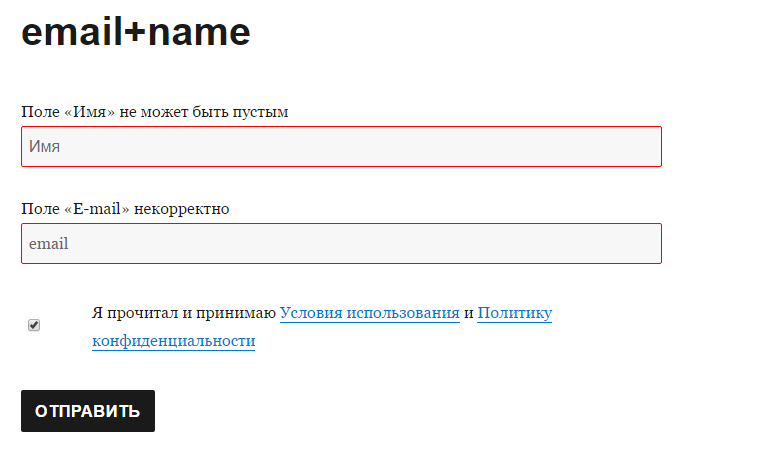 email+name
Поле «Имя» не может быть пустым
Имя
Поле «E-mail» некорректно
email
Я прочитал и принимаю Условия использования и Политику
конфиденциальности
ОТПРАВИТЬ